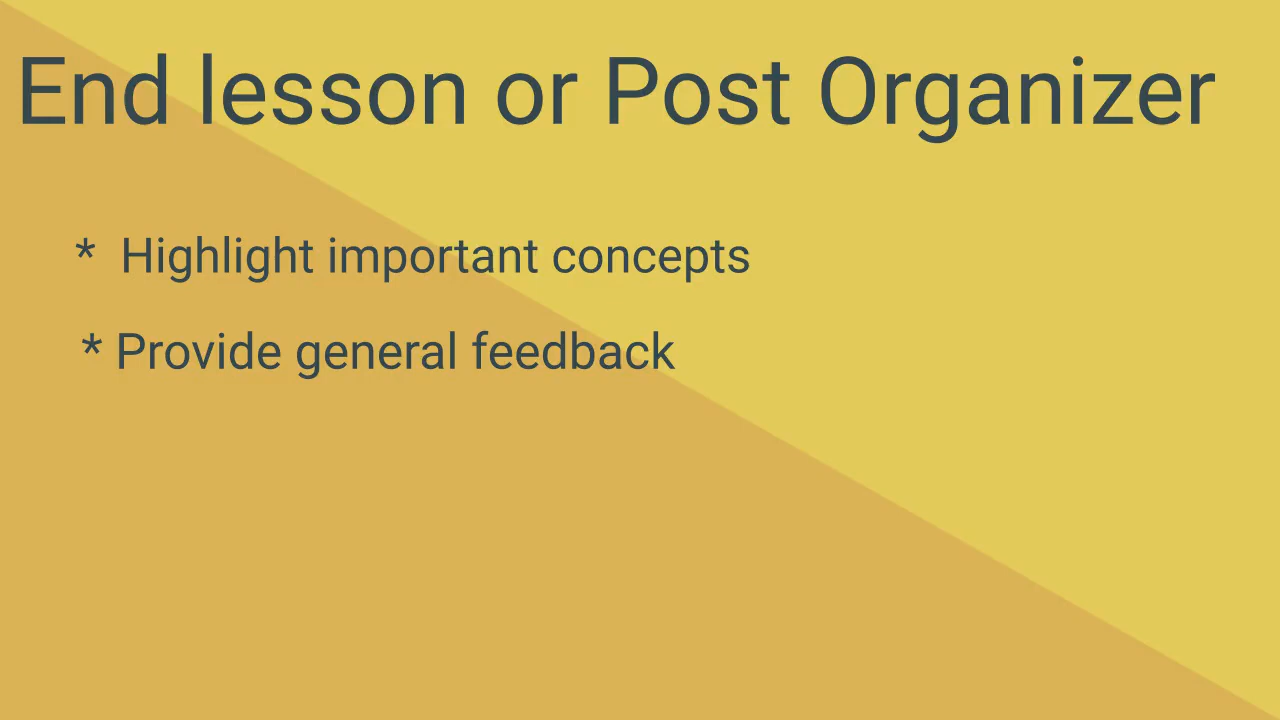 End lesson or Post Organizer
* Highlight important concepts
* Provide general feedback